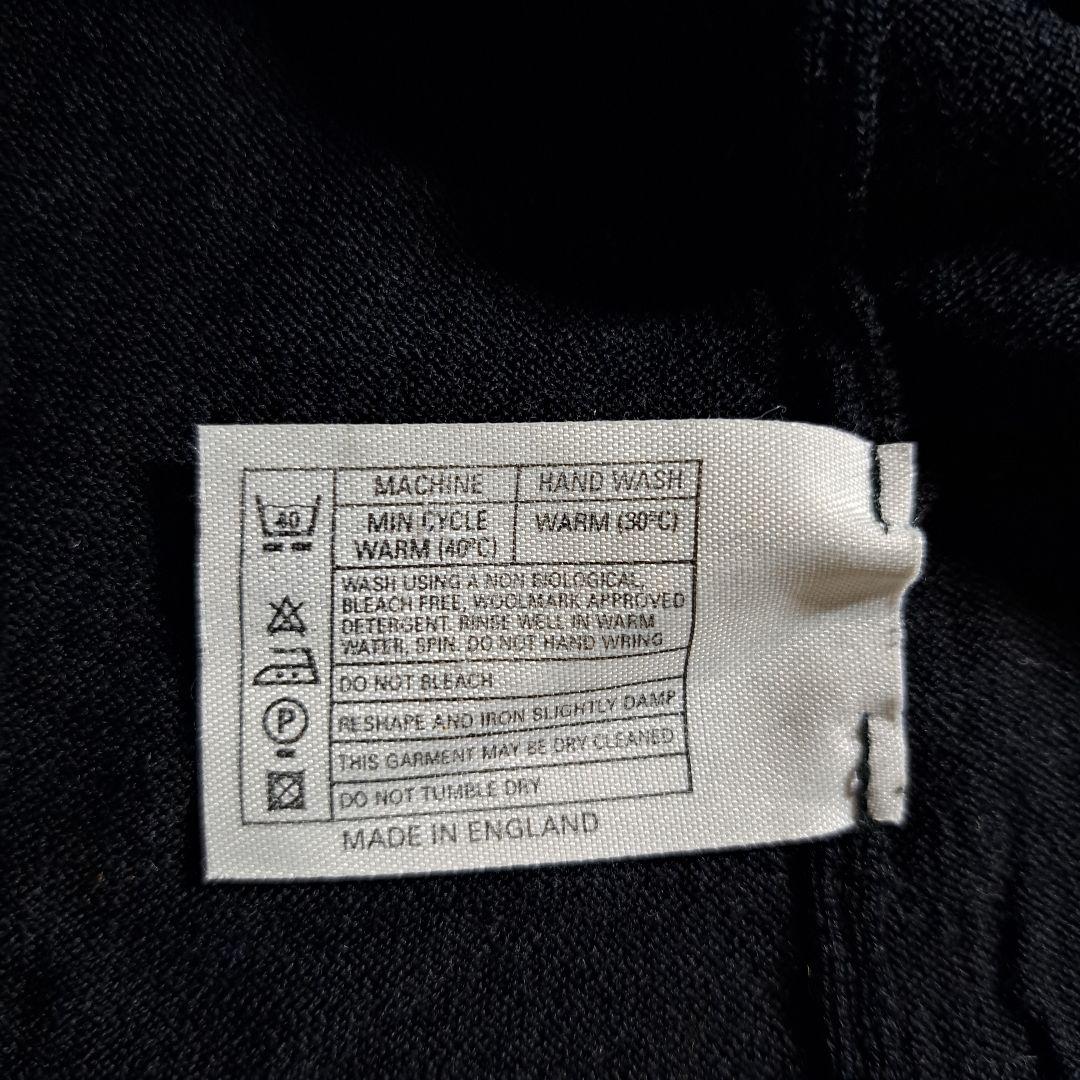 MACHINE HAND WASH
40 MIN CYCLE WARM (30°C)
WARM (40°C)
WASH USING A NON BIOLOGICAL,
BLEACH FREE, WOOLMARK APPROVED
DETERGENT. RINSE WELL IN WARM
WATER, SPIN. DO NOT HAND WRING
DO NOT BLEACH
RESHAPE AND IRON SLIGHTLY DAMP
P
THIS GARMENT MAY BE DRY CLEANED
DO NOT TUMBLE DRY
MADE IN ENGLAND